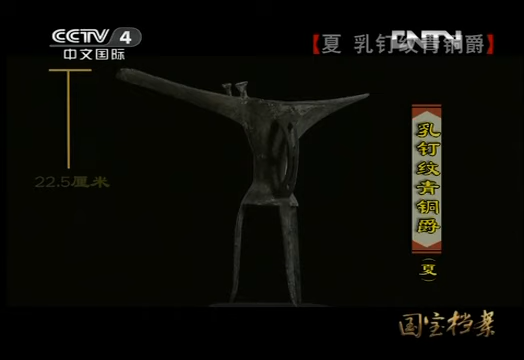 CCTV 4
中文国际
【夏 乳钉纹青铜爵】
CNTV
22.5厘米
乳钉纹青铜爵
（夏）
国宝档案